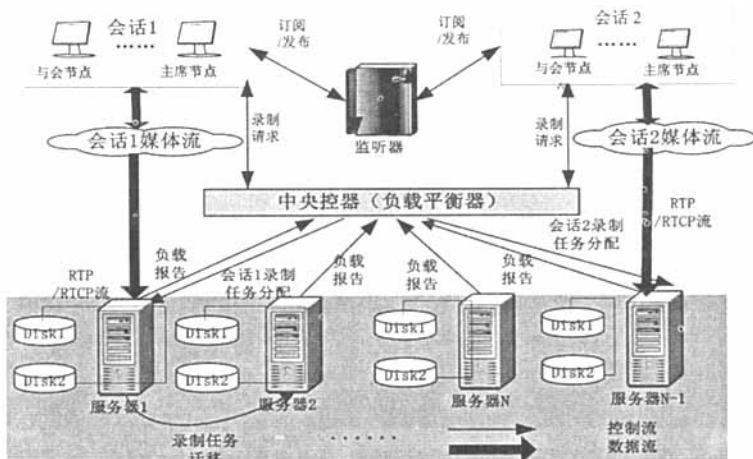 会话1
……
与会节点
主席节点
订阅
/发布
订阅
/发布
会话2
……
与会节点
主席节点
监听器
录制
请求
录制
请求
会话1媒体流
会话2媒体流
中央控器（负载平衡器）
RTP
/RTCP流
会话2录制
任务分配
RTP
/RTCP流
负载
报告
会话1录制
任务分配
负载
报告
负载
报告
负载
报告
Disk1
Disk2
服务器1
Disk1
Disk2
服务器2
Disk1
Disk2
服务器N
Disk1
Disk2
服务器N-1
录制任务
迁移
……
控制流
数据流